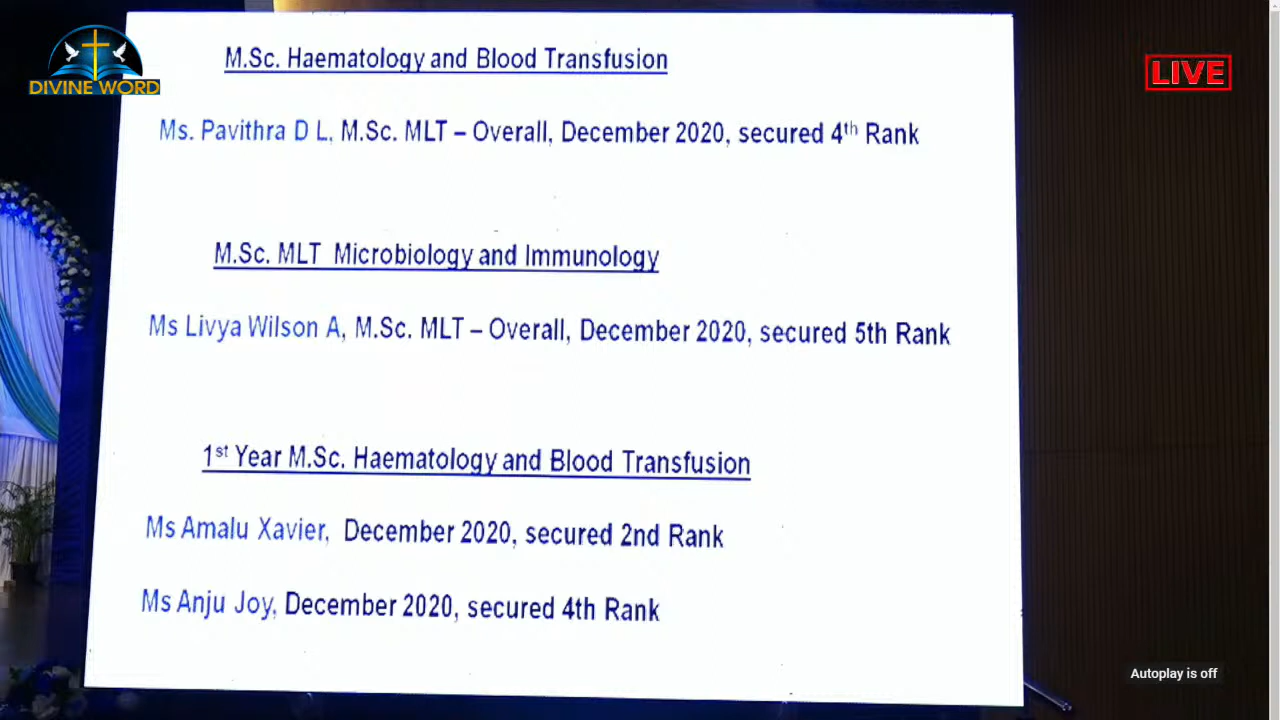 DIVINE WORD
LIVE
M.Sc. Haematology and Blood Transfusion
Ms. Pavithra D L, M.Sc. MLT – Overall, December 2020, secured 4th Rank
M.Sc. MLT Microbiology and Immunology
Ms Livya Wilson A, M.Sc. MLT – Overall, December 2020, secured 5th Rank
1st Year M.Sc. Haematology and Blood Transfusion
Ms Amalu Xavier, December 2020, secured 2nd Rank
Ms Anju Joy, December 2020, secured 4th Rank
Autoplay is off